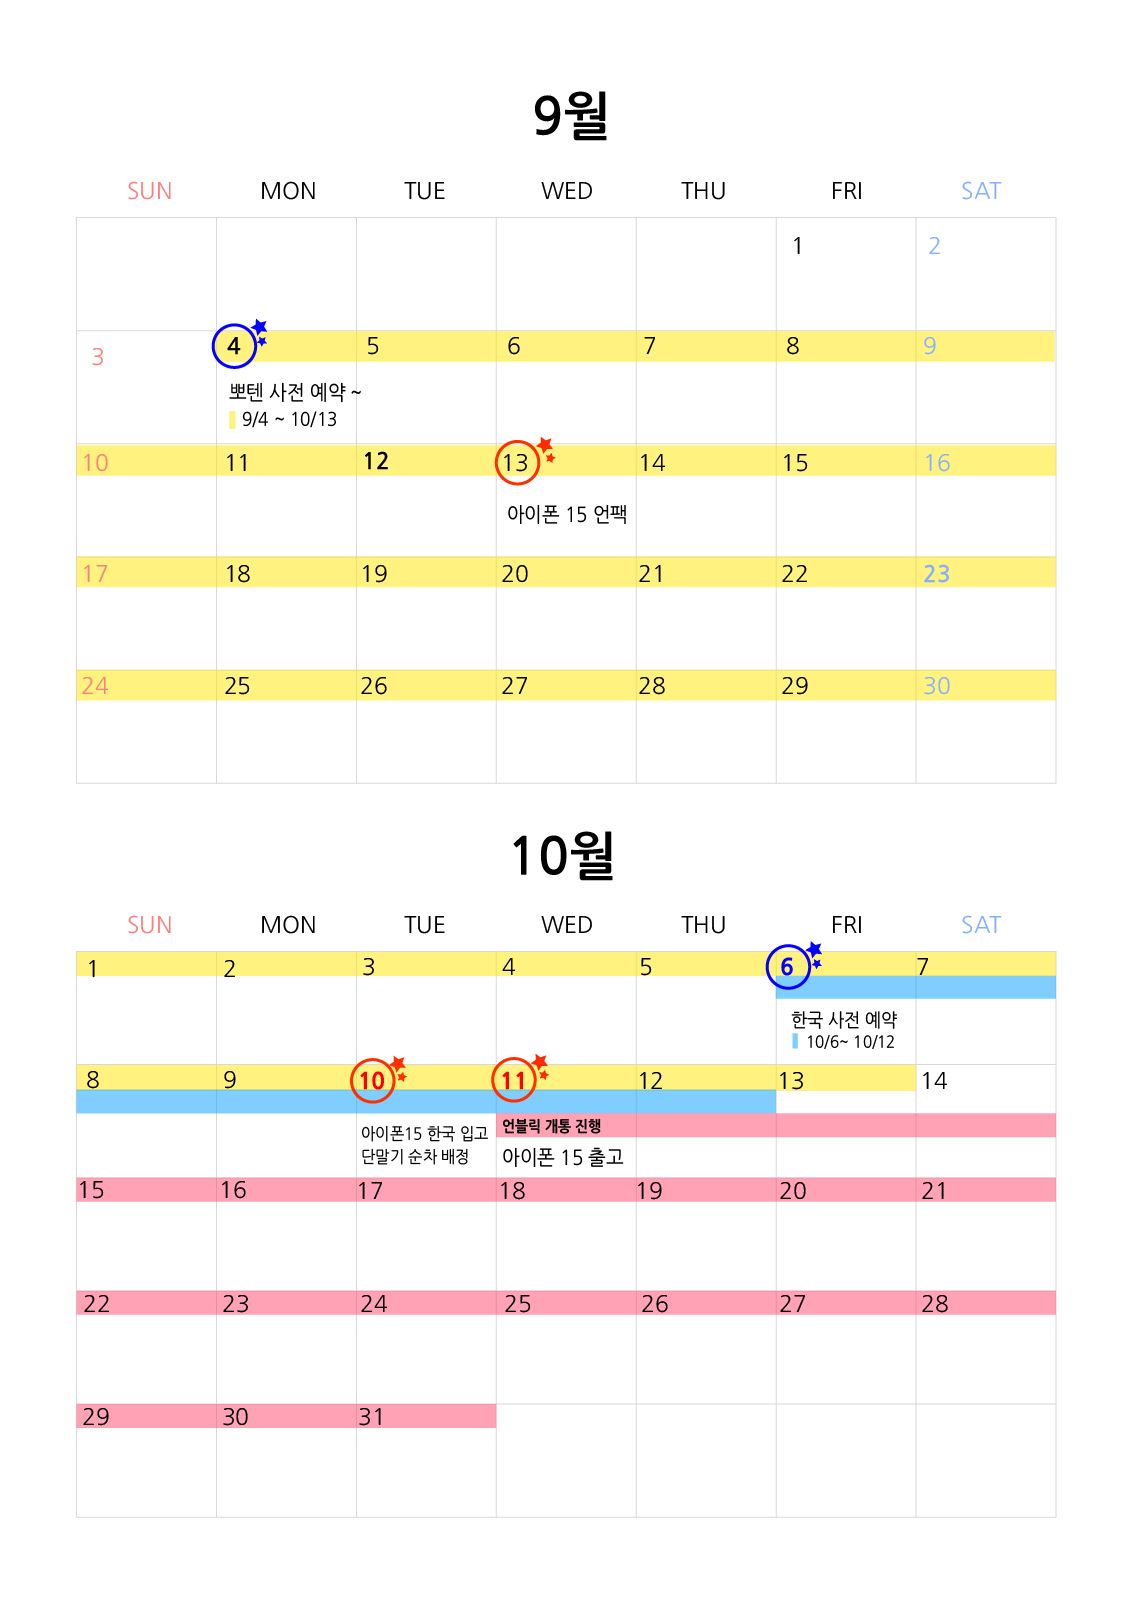 9월
SUN MON TUE WED THU FRI SAT
1 2
3 4 5 6 7 8 9
뽀텐 사전 예약 ~
9/4 ~ 10/13
10 11 12 13 14 15 16
아이폰 15 언팩
17 18 19 20 21 22 23
24 25 26 27 28 29 30
10월
SUN MON TUE WED THU FRI SAT
1 2 3 4 5 6 7
한국 사전 예약
10/6~ 10/12
8 9 10 11 12 13 14
아이폰15 한국 입고
단말기 순차 배정
언블릭 개통 진행
아이폰 15 출고
15 16 17 18 19 20 21
22 23 24 25 26 27 28
29 30 31